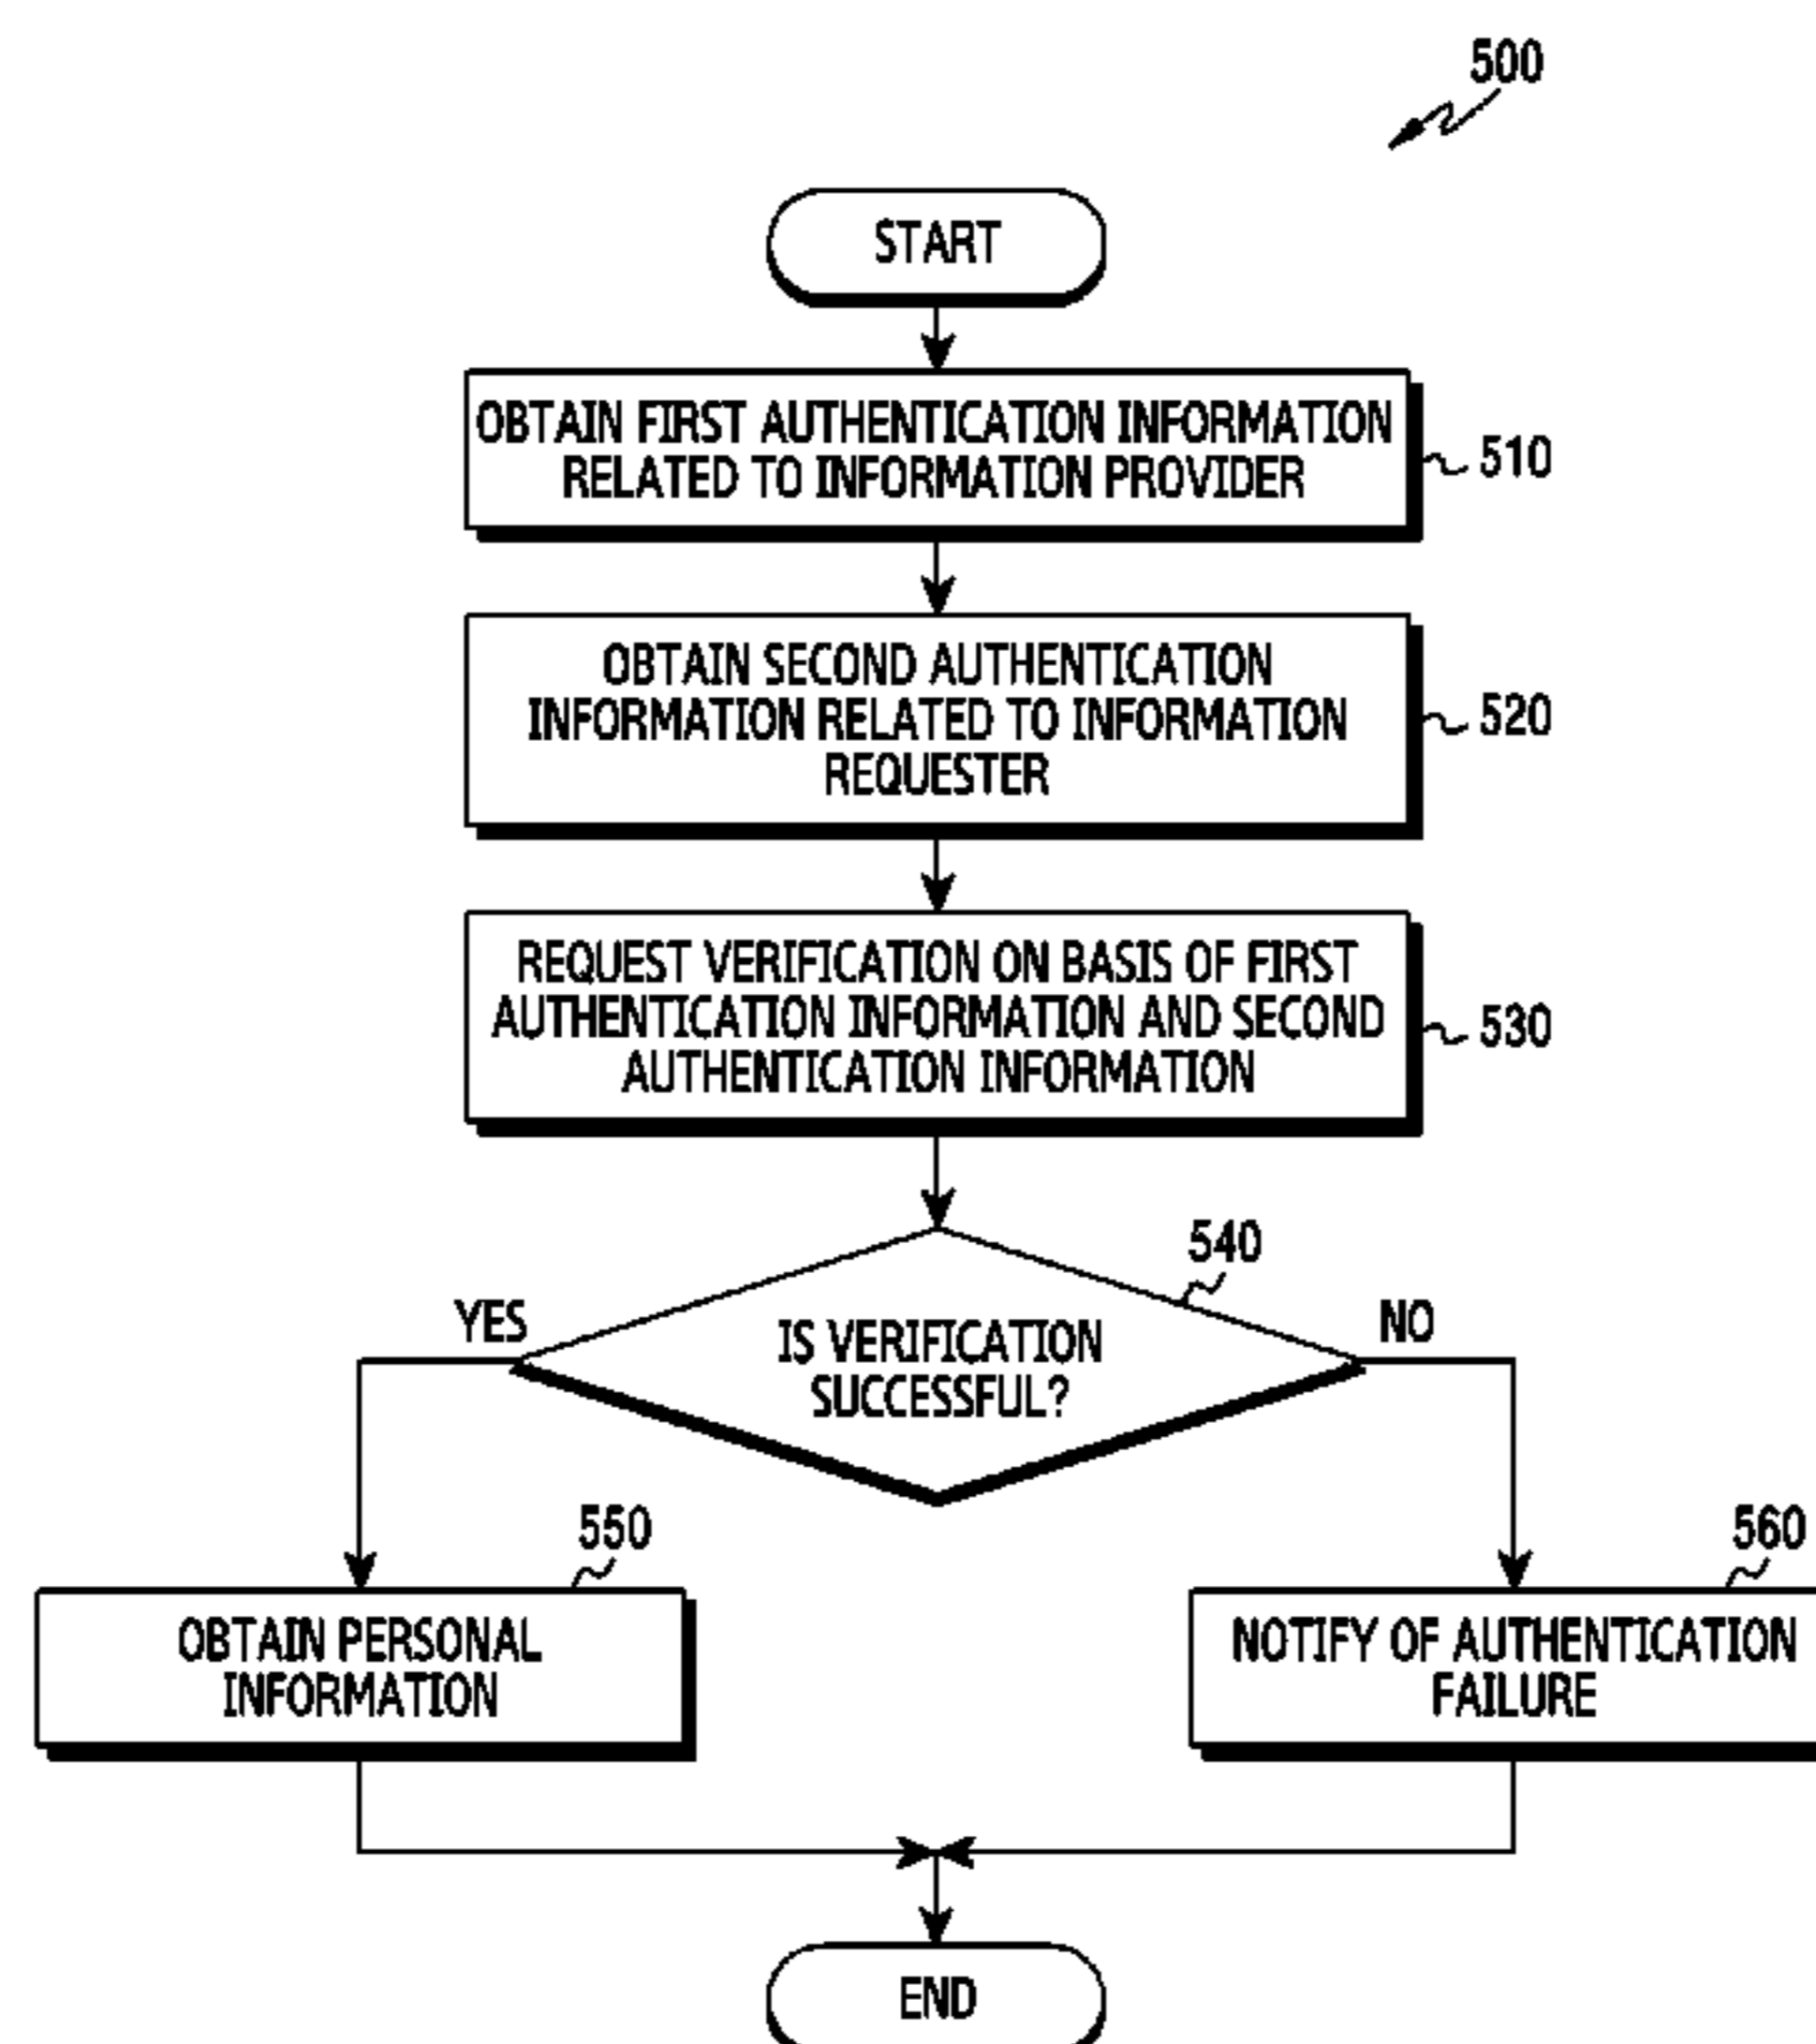 500
START
OBTAIN FIRST AUTHENTICATION INFORMATION
RELATED TO INFORMATION PROVIDER
510
OBTAIN SECOND AUTHENTICATION
INFORMATION RELATED TO INFORMATION
REQUESTER
520
REQUEST VERIFICATION ON BASIS OF FIRST
AUTHENTICATION INFORMATION AND SECOND
AUTHENTICATION INFORMATION
530
540
YES
IS VERIFICATION
SUCCESSFUL?
NO
550
OBTAIN PERSONAL
INFORMATION
560
NOTIFY OF AUTHENTICATION
FAILURE
END